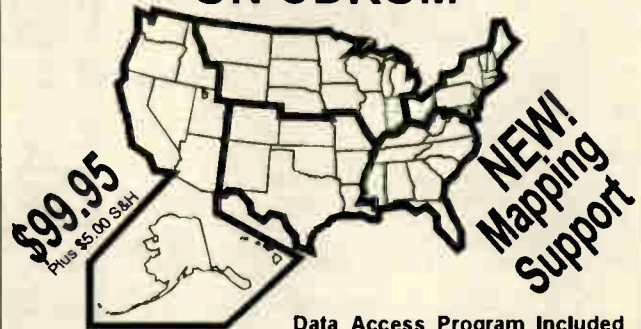 ON CDROM
$99.95
Plus $5.00 S&H
NEW!
Mapping
Support
Data Access Program Included